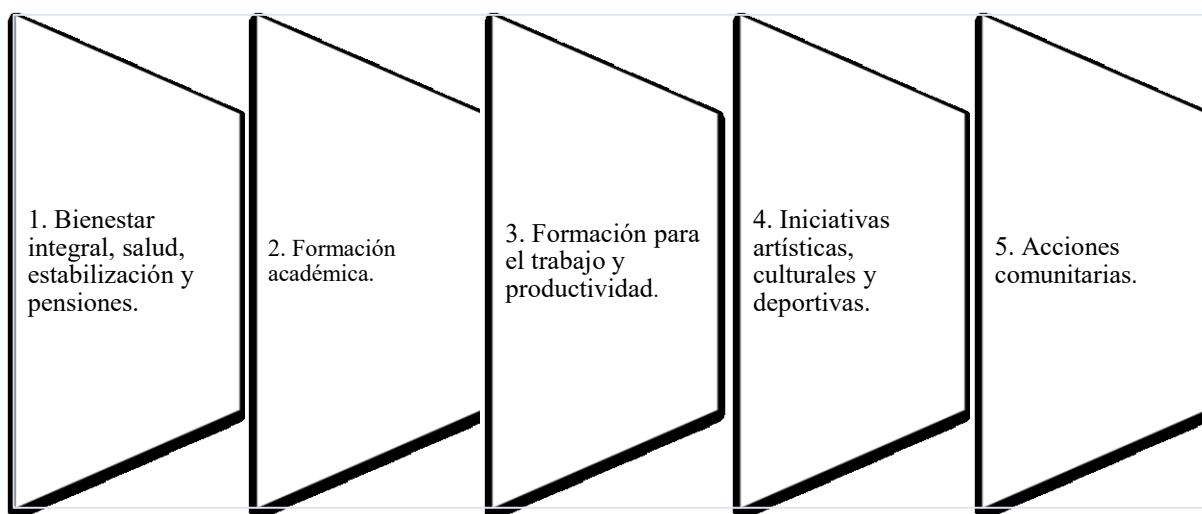 1. Bienestar
integral, salud,
estabilización y
pensiones.
2. Formación
académica.
3. Formación para
el trabajo y
productividad.
4. Iniciativas
artísticas,
culturales y
deportivas.
5. Acciones
comunitarias.